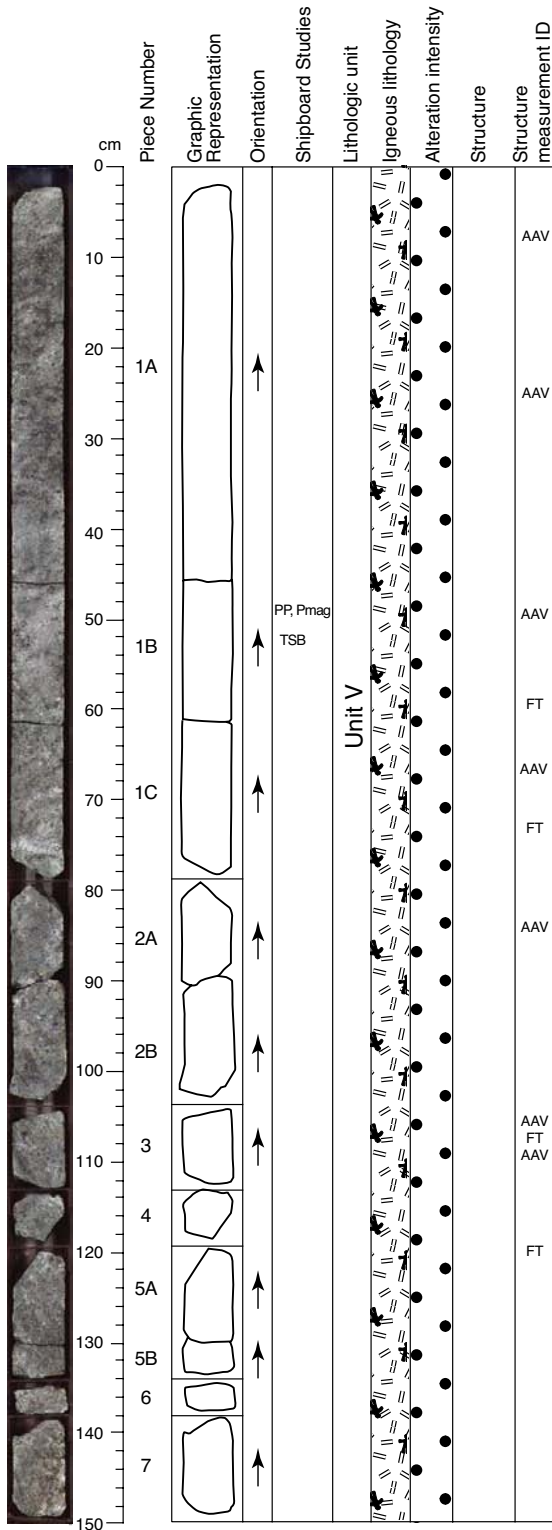 cm
Piece Number
Graphic
Representation
Orientation
Shipboard Studies
Lithologic unit
Igneous lithology
Alteration intensity
Structure
Structure
measurement ID
0
AAV
10
20
1A
AAV
30
40
PP, Pmag
AAV
50
1B
TSB
FT
60
Unit V
AAV
1C
70
FT
80
AAV
2A
90
2B
100
AAV
3
FT
110
AAV
4
120
FT
5A
130
5B
6
140
7
150